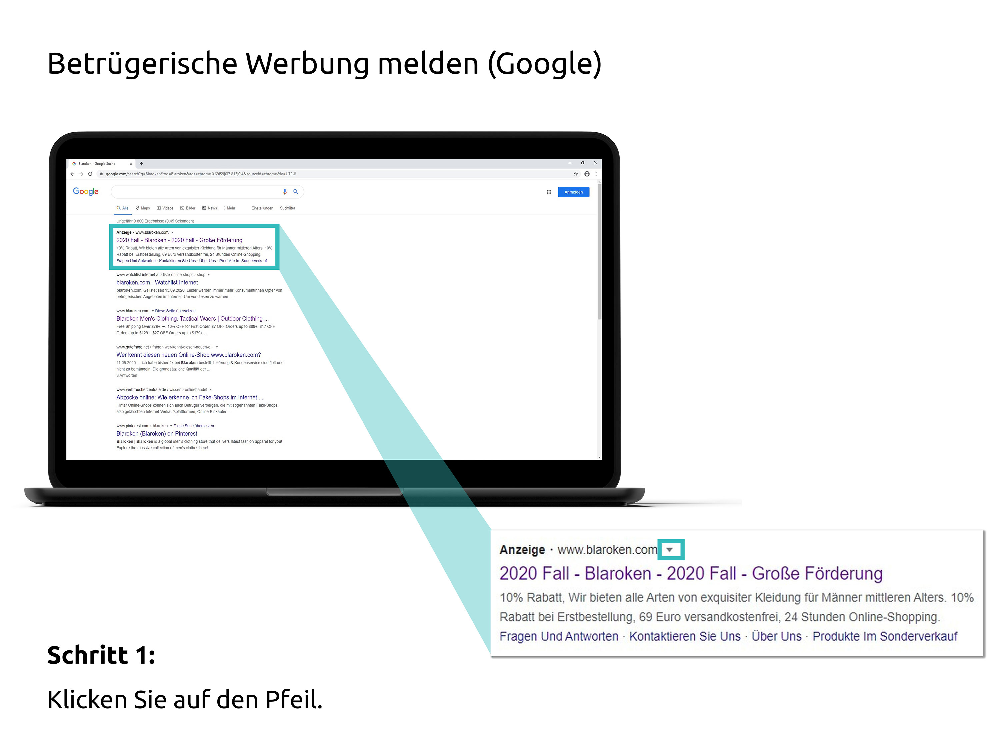 Betrügerische Werbung melden (Google)
Blaroken - Google Suche
google.com/search?q=Blaroken&oq=Blaroken&aqs=chrome.0.69i59j0l7.813j0j4&sourceid=chrome&ie=UTF-8
Google
Anmelden
Alle Maps Videos Bilder News Mehr Einstellungen Suchfilter
Ungefähr 9 860 Ergebnisse (0,45 Sekunden)
Anzeige · www.blaroken.com/
2020 Fall - Blaroken - 2020 Fall - Große Förderung
10% Rabatt, Wir bieten alle Arten von exquisiter Kleidung für Männer mittleren Alters. 10%
Rabatt bei Erstbestellung, 69 Euro versandkostenfrei, 24 Stunden Online-Shopping.
Fragen Und Antworten · Kontaktieren Sie Uns · Über Uns · Produkte Im Sonderverkauf
www.watchlist-internet.at › liste-online-shops › shop
blaroken.com - Watchlist Internet
blaroken.com. Gelistet seit 15.09.2020. Leider werden immer mehr KonsumentInnen Opfer von
betrügerischen Angeboten im Internet. Um vor diesen zu warnen ...
www.blaroken.com Diese Seite übersetzen
Blaroken Men's Clothing: Tactical Waers | Outdoor Clothing ...
Free Shipping Over $79+ ✈. 10% OFF for First Order. $7 OFF Orders up to $89+. $17 OFF
Orders up to $129+. $27 OFF Orders up to $179+ ...
www.gutefrage.net › frage › wer-kennt-diesen-neuen-o...
Wer kennt diesen neuen Online-Shop www.blaroken.com?
11.09.2020 — ich habe bisher 2x bei Blaroken bestellt. Lieferung & Kundenservice sind flott und
nicht zu bemängeln. Die grundsätzliche Qualität der ...
3 Antworten
www.verbraucherzentrale.de › wissen › onlinehandel
Abzocke online: Wie erkenne ich Fake-Shops im Internet ...
Hinter Online-Shops können sich auch Betrüger verbergen, die mit sogenannten Fake-Shops,
also gefälschten Internet-Verkaufsplattformen, Online-Einkäufer ...
www.pinterest.com › blaroken Diese Seite übersetzen
Blaroken (Blaroken) on Pinterest
Blaroken | Blaroken is a global men's clothing store that delivers latest fashion apparel for you!
Explore the massive collection of men's clothes here!
Anzeige · www.blaroken.com
2020 Fall - Blaroken - 2020 Fall - Große Förderung
10% Rabatt, Wir bieten alle Arten von exquisiter Kleidung für Männer mittleren Alters. 10%
Rabatt bei Erstbestellung, 69 Euro versandkostenfrei, 24 Stunden Online-Shopping.
Fragen Und Antworten · Kontaktieren Sie Uns · Über Uns · Produkte Im Sonderverkauf
Schritt 1:
Klicken Sie auf den Pfeil.